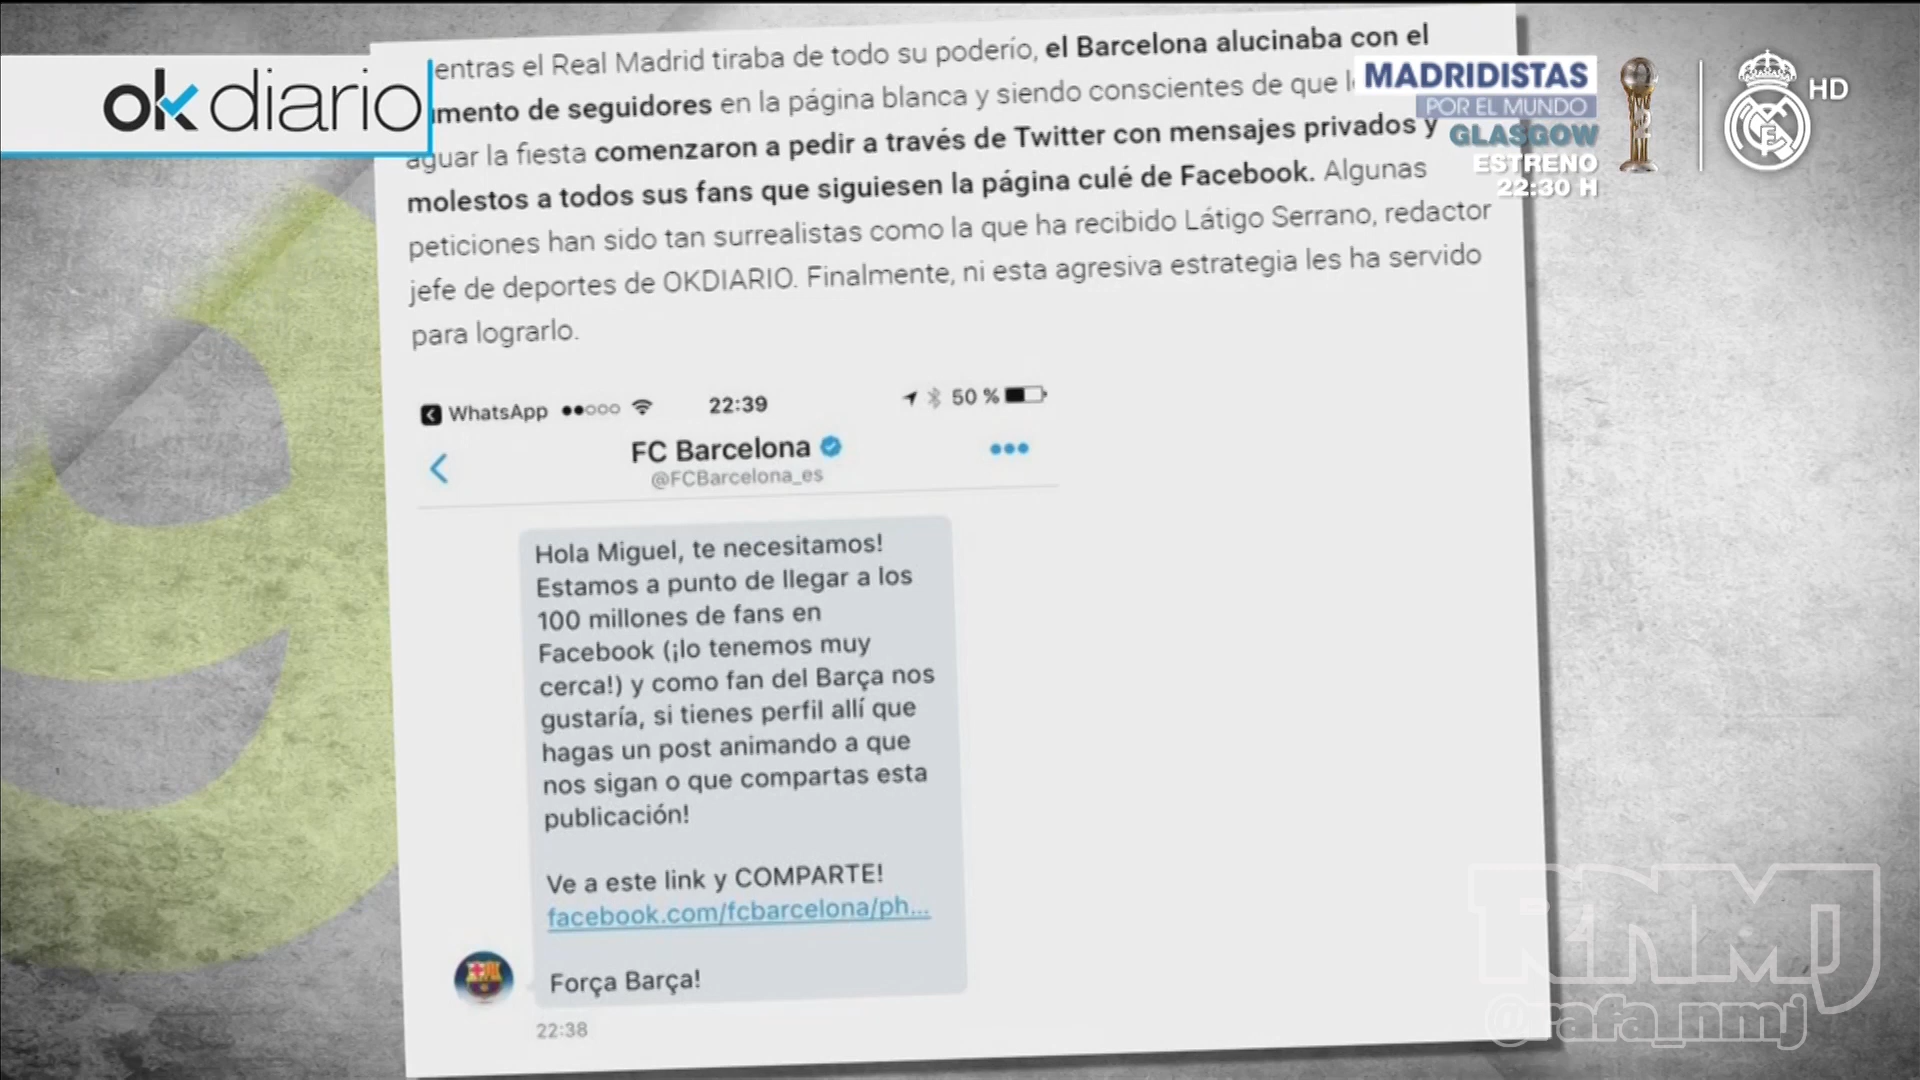 okdiario
entras el Real Madrid tiraba de todo su poderío, el Barcelona alucinaba con el
mento de seguidores en la página blanca y siendo conscientes de que l
aguar la fiesta comenzaron a pedir a través de Twitter con mensajes privados y
molestos a todos sus fans que siguiesen la página culé de Facebook. Algunas
peticiones han sido tan surrealistas como la que ha recibido Látigo Serrano, redactor
jefe de deportes de OKDIARIO. Finalmente, ni esta agresiva estrategia les ha servido
para lograrlo.
MADRIDISTAS
POR EL MUNDO
GLASGOW
ESTRENO
22:30 H
HD
WhatsApp 22:39 50 %
FC Barcelona
@FCBarcelona_es
Hola Miguel, te necesitamos!
Estamos a punto de llegar a los
100 millones de fans en
Facebook (¡lo tenemos muy
cerca!) y como fan del Barça nos
gustaría, si tienes perfil allí que
hagas un post animando a que
nos sigan o que compartas esta
publicación!
Ve a este link y COMPARTE!
facebook.com/fcbarcelona/ph...
Força Barça!
22:38
RNMJ
@rafa_nmj